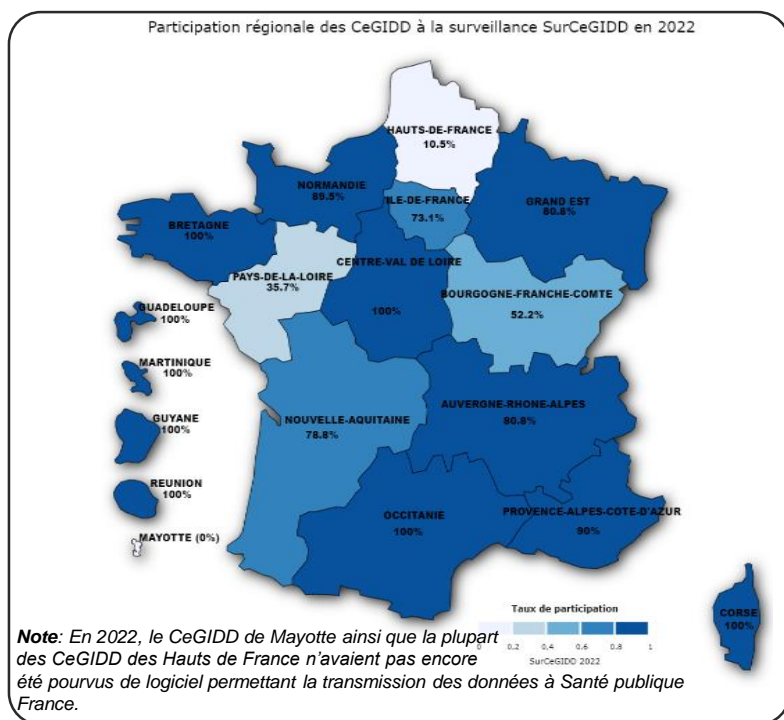 Participation régionale des CeGIDD à la surveillance SurCeGIDD en 2022
HAUTS-DE-FRANCE
10.5%
NORMANDIE
89.5%
ILE-DE-FRANCE
73.1%
GRAND EST
80.8%
BRETAGNE
100%
PAYS-DE-LA-LOIRE
35.7%
CENTRE-VAL DE LOIRE
100%
BOURGOGNE-FRANCHE-COMTE
52.2%
GUADELOUPE
100%
MARTINIQUE
100%
GUYANE
100%
REUNION
100%
MAYOTTE (0%)
NOUVELLE-AQUITAINE
78.8%
AUVERGNE-RHONE-ALPES
80.8%
OCCITANIE
100%
PROVENCE-ALPES-COTE-D'AZUR
90%
CORSE
100%
Taux de participation
0 0.2 0.4 0.6 0.8 1
SurCeGIDD 2022
Note: En 2022, le CeGIDD de Mayotte ainsi que la plupart
des CeGIDD des Hauts de France n'avaient pas encore
été pourvus de logiciel permettant la transmission des données à Santé publique
France.